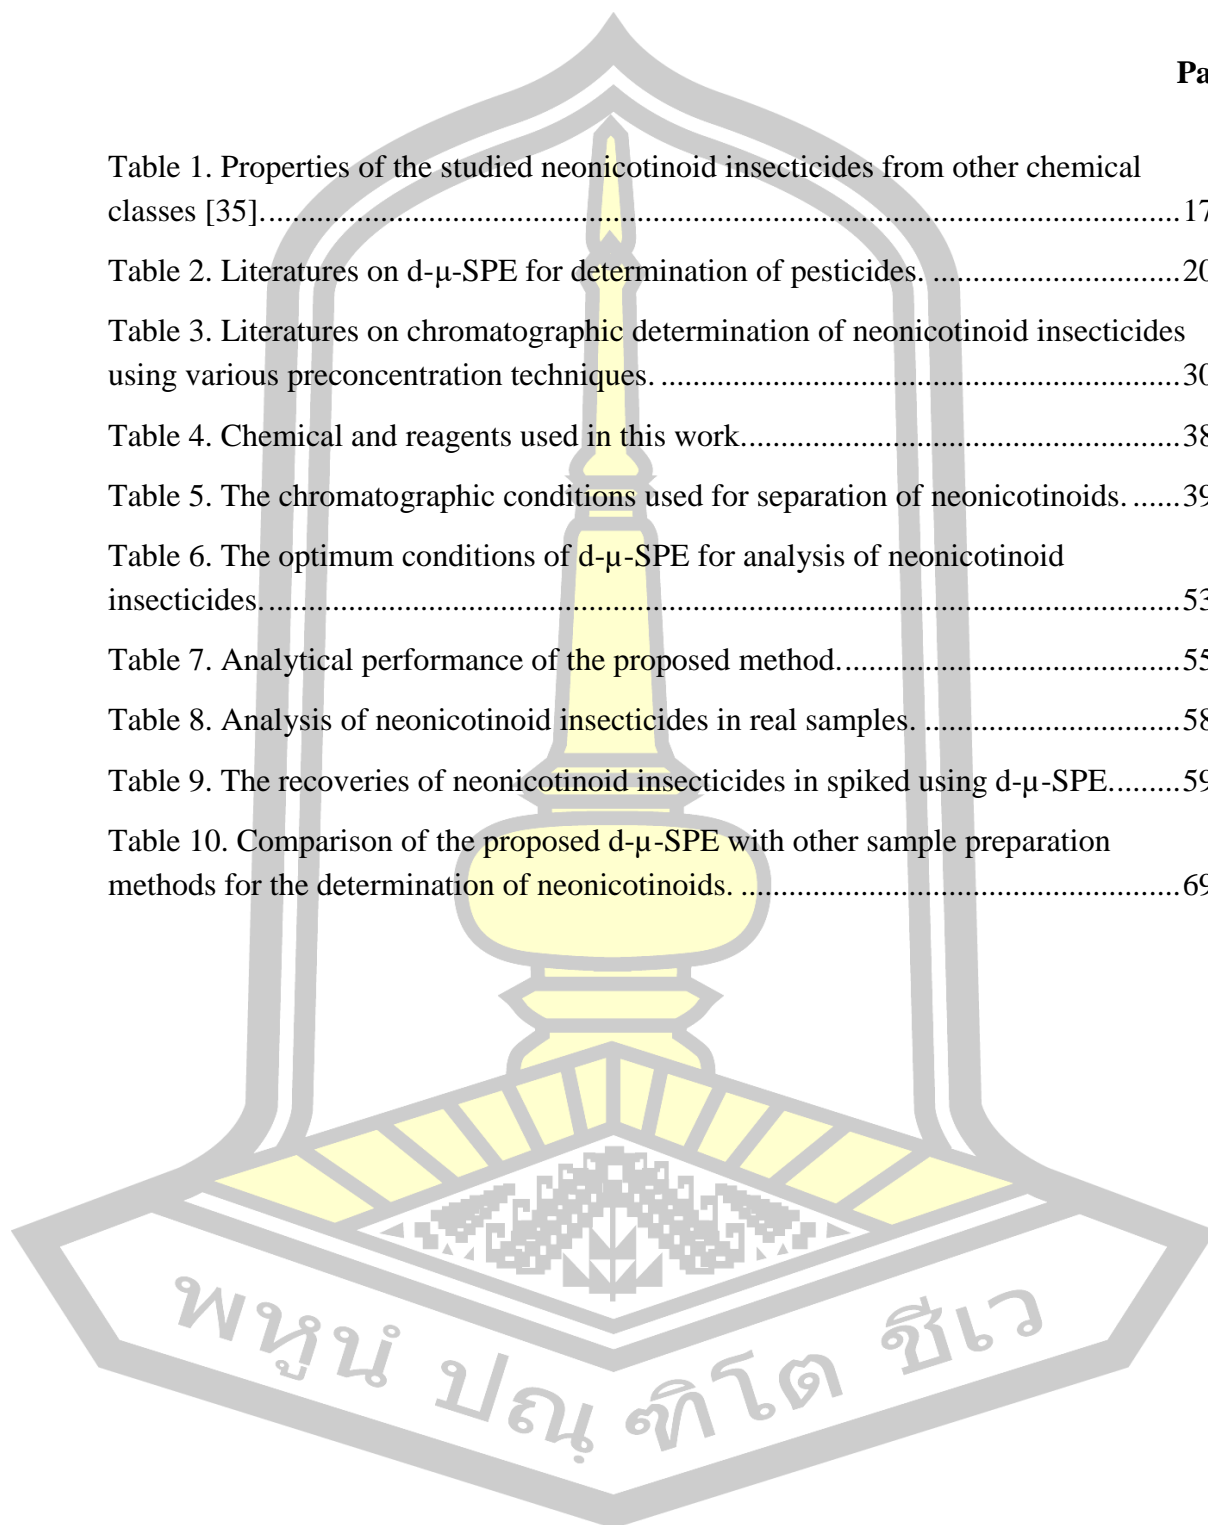 Pa
Table 1. Properties of the studied neonicotinoid insecticides from other chemical
classes [35].................................................................................................................17
Table 2. Literatures on d-µ-SPE for determination of pesticides. ...............................20
Table 3. Literatures on chromatographic determination of neonicotinoid insecticides
using various preconcentration techniques. .................................................................30
Table 4. Chemical and reagents used in this work......................................................38
Table 5. The chromatographic conditions used for separation of neonicotinoids. ......39
Table 6. The optimum conditions of d-µ-SPE for analysis of neonicotinoid
insecticides..................................................................................................................53
Table 7. Analytical performance of the proposed method..........................................55
Table 8. Analysis of neonicotinoid insecticides in real samples. ................................58
Table 9. The recoveries of neonicotinoid insecticides in spiked using d-µ-SPE.........59
Table 10. Comparison of the proposed d-µ-SPE with other sample preparation
methods for the determination of neonicotinoids. ......................................................69
พหูนํ ปณฺ ฑิโต ชีเว